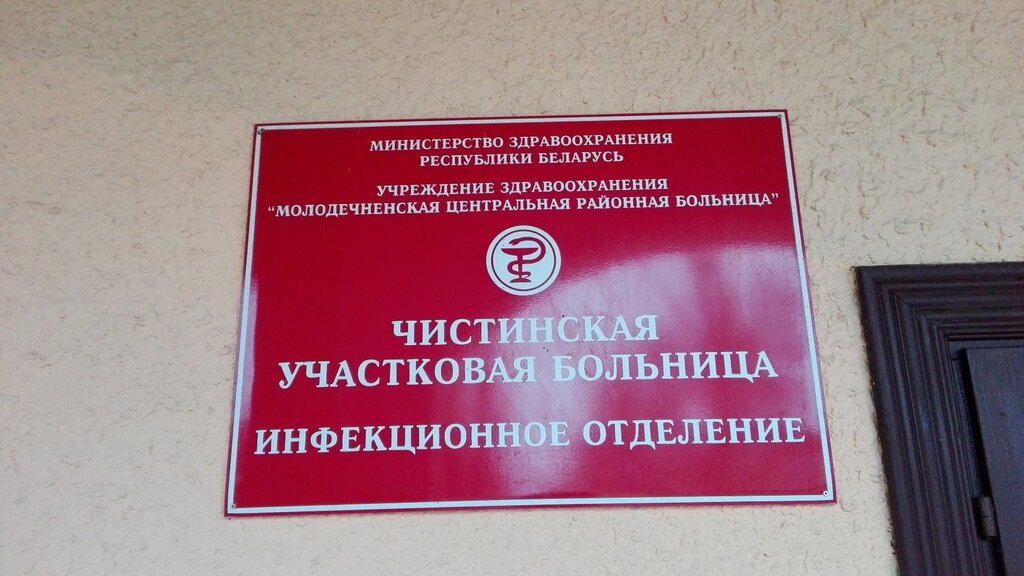 МИНИСТЕРСТВО ЗДРАВООХРАНЕНИЯ
РЕСПУБЛИКИ БЕЛАРУСЬ
УЧРЕЖДЕНИЕ ЗДРАВООХРАНЕНИЯ
“МОЛОДЕЧНЕНСКАЯ ЦЕНТРАЛЬНАЯ РАЙОННАЯ БОЛЬНИЦА”
ЧИСТИНСКАЯ
УЧАСТКОВАЯ БОЛЬНИЦА
ИНФЕКЦИОННОЕ ОТДЕЛЕНИЕ